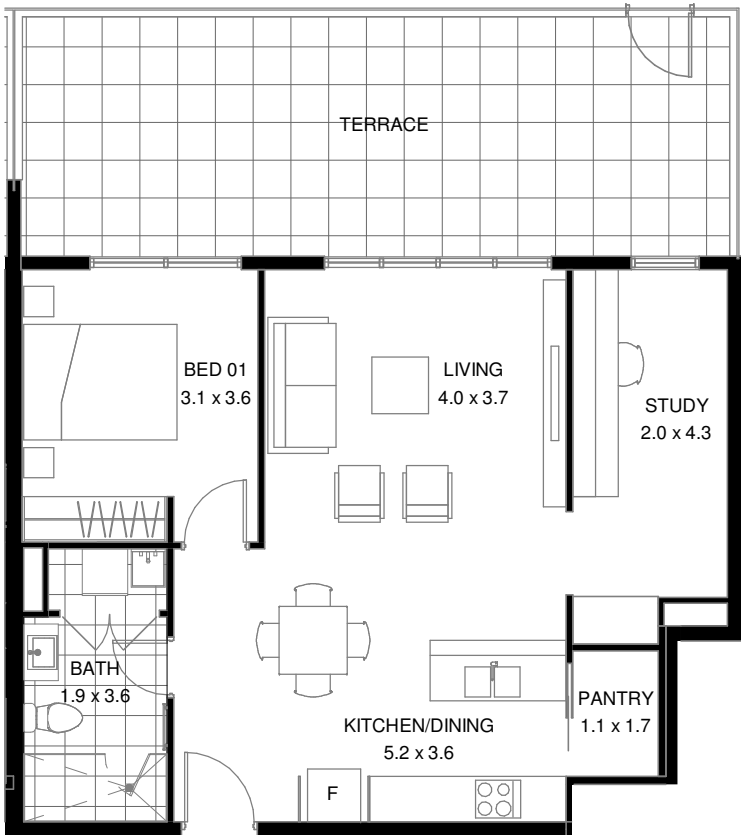 TERRACE
BED 01
3.1 x 3.6
LIVING
4.0 x 3.7
STUDY
2.0 x 4.3
BATH
1.9 x 3.6
KITCHEN/DINING
5.2 x 3.6
PANTRY
1.1 x 1.7
F